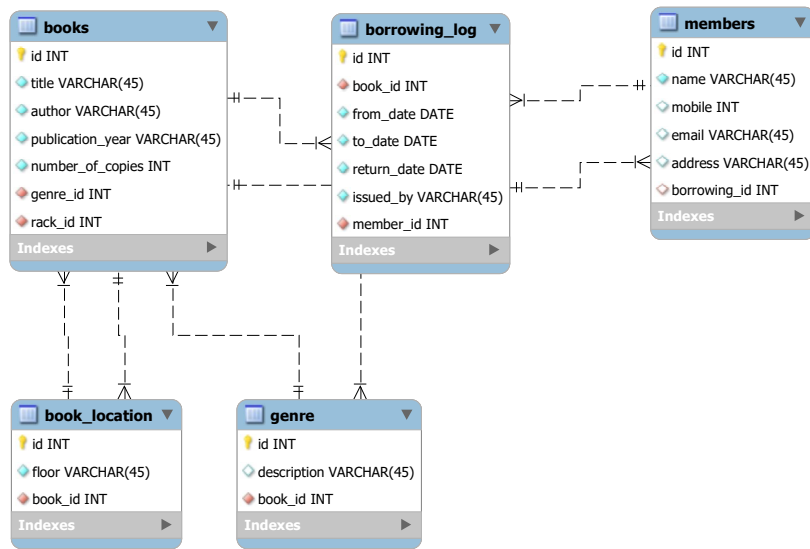 books
id INT
title VARCHAR(45)
author VARCHAR(45)
publication_year VARCHAR(45)
number_of_copies INT
genre_id INT
rack_id INT
Indexes
borrowing_log
id INT
book_id INT
from_date DATE
to_date DATE
return_date DATE
issued_by VARCHAR(45)
member_id INT
Indexes
members
id INT
name VARCHAR(45)
mobile INT
email VARCHAR(45)
address VARCHAR(45)
borrowing_id INT
Indexes
book_location
id INT
floor VARCHAR(45)
book_id INT
Indexes
genre
id INT
description VARCHAR(45)
book_id INT
Indexes